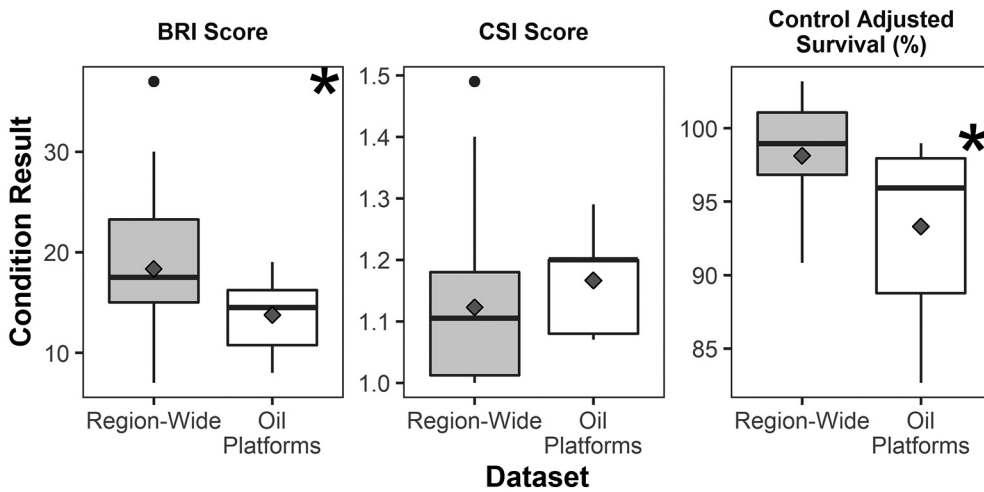 BRI Score
CSI Score
Control Adjusted
Survival (%)
Condition Result
30
20
10
1.5
1.4
1.3
1.2
1.1
1.0
100
95
90
85
*
*
Region-Wide
Oil
Platforms
Region-Wide
Oil
Platforms
Region-Wide
Oil
Platforms
Dataset